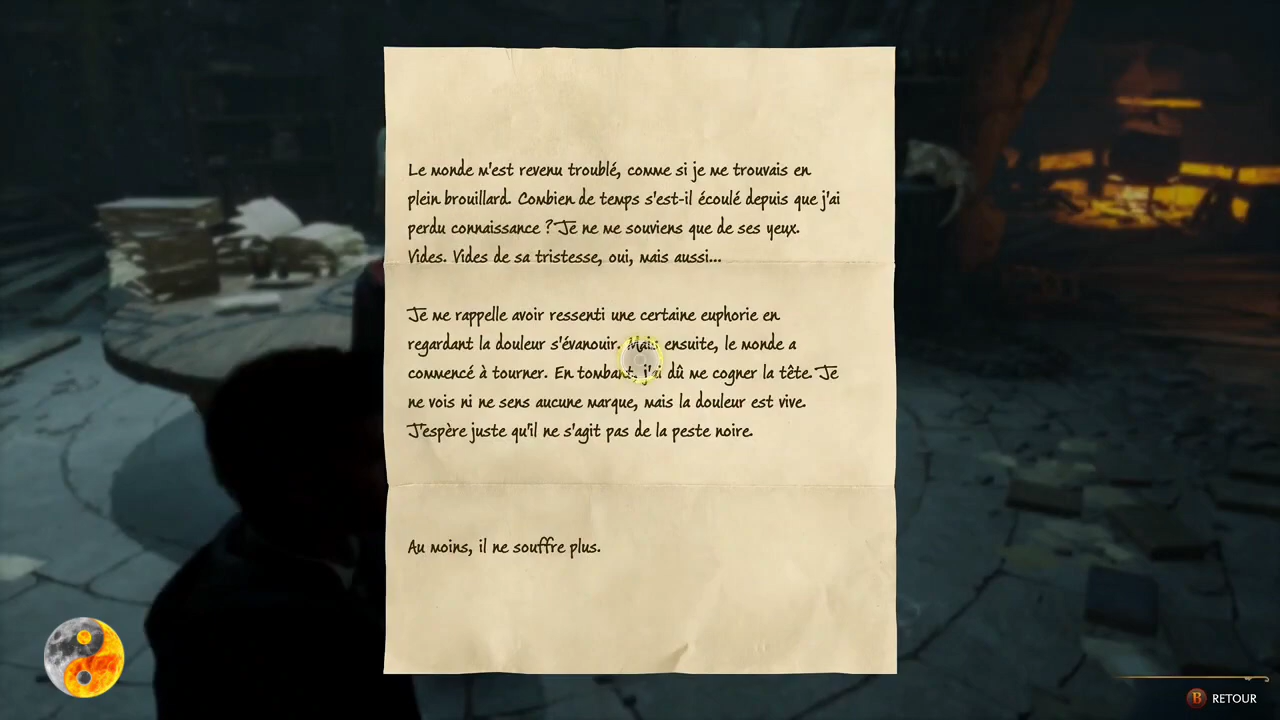 Le monde m'est revenu troublé, comme si je me trouvais en
plein brouillard. Combien de temps s'est-il écoulé depuis que j'ai
perdu connaissance ? Je ne me souviens que de ses yeux.
Vides. Vides de sa tristesse, oui, mais aussi...
Je me rappelle avoir ressenti une certaine euphorie en
regardant la douleur s'évanouir. Mais ensuite, le monde a
commencé à tourner. En tombant, j'ai dû me cogner la tête. Je
ne vois ni ne sens aucune marque, mais la douleur est vive.
J'espère juste qu'il ne s'agit pas de la peste noire.
Au moins, il ne souffre plus.
B RETOUR